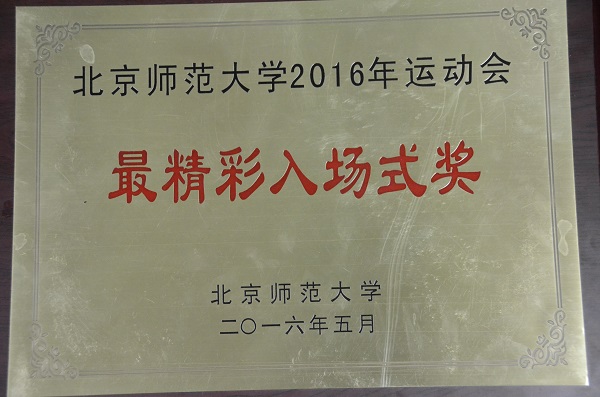 北京师范大学2016年运动会
最精彩入场式奖
北京师范大学
二〇一六年五月